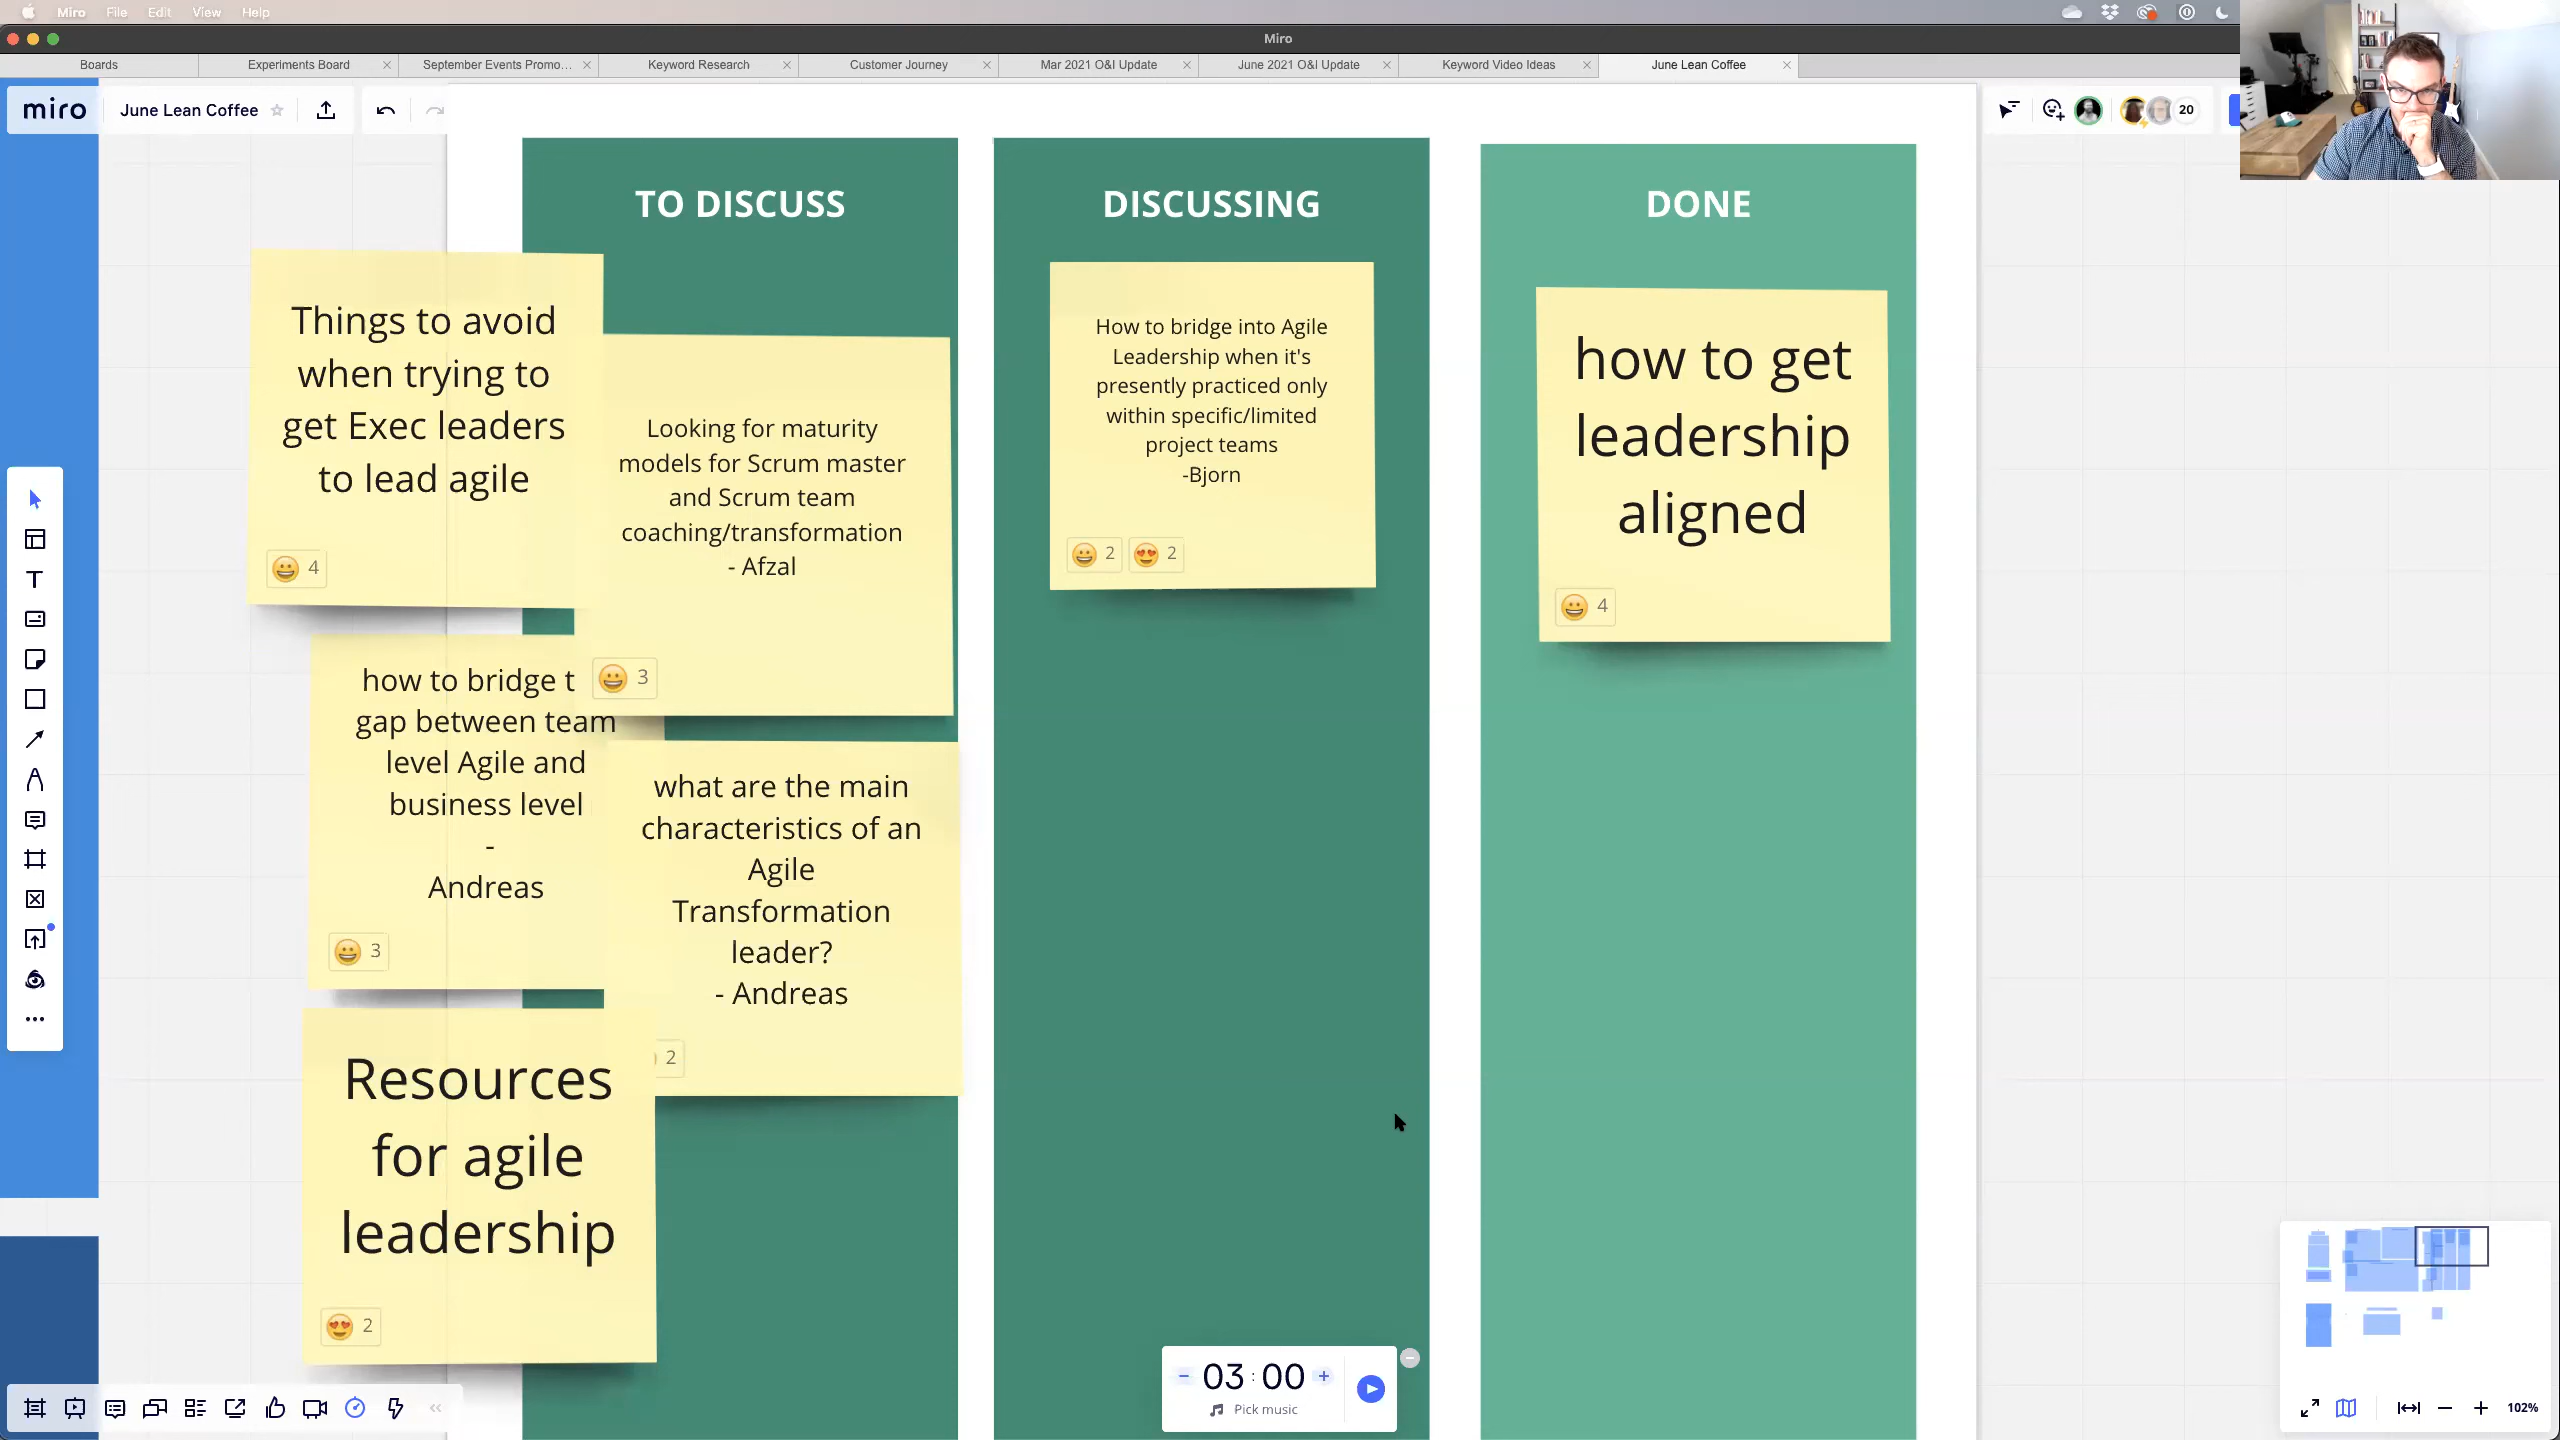 Miro File Edit View Help
Miro
Boards
Experiments Board
September Events Promo...
Keyword Research
Customer Journey
Mar 2021 O&I Update
June 2021 O&I Update
Keyword Video Ideas
June Lean Coffee
miro
June Lean Coffee
20
TO DISCUSS
Things to avoid
when trying to
get Exec leaders
to lead agile
4
Looking for maturity
models for Scrum master
and Scrum team
coaching/transformation
- Afzal
3
how to bridge t
gap between team
level Agile and
business level
-
Andreas
3
what are the main
characteristics of an
Agile
Transformation
leader?
- Andreas
2
Resources
for agile
leadership
2
DISCUSSING
How to bridge into Agile
Leadership when it's
presently practiced only
within specific/limited
project teams
-Bjorn
2 2
DONE
how to get
leadership
aligned
4
03 : 00
Pick music
102%